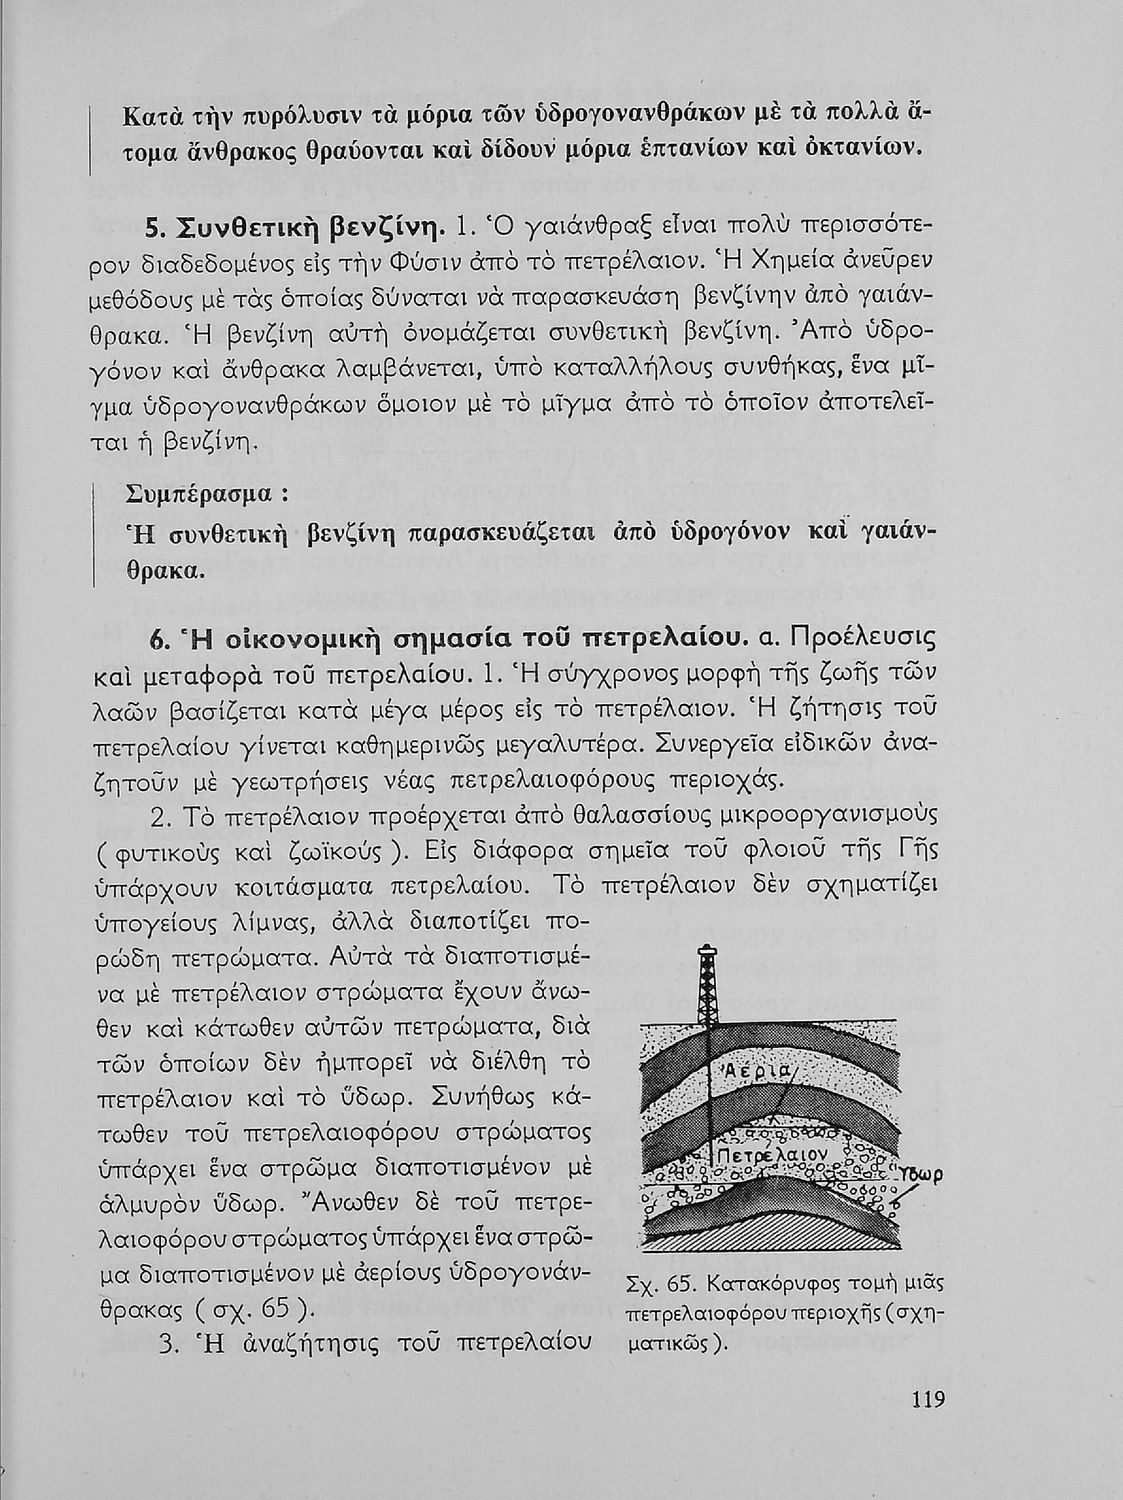 Κατὰ τὴν πυρόλυσιν τὰ μόρια τῶν ὑδρογονανθράκων μὲ τὰ πολλὰ ἄ-
τομα ἄνθρακος θραύονται καὶ δίδουν μόρια ἑπτανίων καὶ ὀκτανίων.
5. Συνθετικὴ βενζίνη. 1. Ὁ γαιάνθραξ εἶναι πολὺ περισσότε-
ρον διαδεδομένος εἰς τὴν Φύσιν ἀπὸ τὸ πετρέλαιον. Ἡ Χημεία ἀνεῦρεν
μεθόδους μὲ τὰς ὁποίας δύναται νὰ παρασκευάση βενζίνην ἀπὸ γαιάν-
θρακα. Ἡ βενζίνη αὐτὴ ὀνομάζεται συνθετικὴ βενζίνη. Ἀπὸ ὑδρο-
γόνον καὶ ἄνθρακα λαμβάνεται, ὑπὸ καταλλήλους συνθήκας, ἕνα μῖ-
γμα ὑδρογονανθράκων ὅμοιον μὲ τὸ μῖγμα ἀπὸ τὸ ὁποῖον ἀποτελεῖ-
ται ἡ βενζίνη.
Συμπέρασμα :
Ἡ συνθετικὴ βενζίνη παρασκευάζεται ἀπὸ ὑδρογόνον καὶ γαιάν-
θρακα.
6. Ἡ οἰκονομικὴ σημασία τοῦ πετρελαίου. α. Προέλευσις
καὶ μεταφορὰ τοῦ πετρελαίου. 1. Ἡ σύγχρονος μορφὴ τῆς ζωῆς τῶν
λαῶν βασίζεται κατὰ μέγα μέρος εἰς τὸ πετρέλαιον. Ἡ ζήτησις τοῦ
πετρελαίου γίνεται καθημερινῶς μεγαλυτέρα. Συνεργεῖα εἰδικῶν ἀνα-
ζητοῦν μὲ γεωτρήσεις νέας πετρελαιοφόρους περιοχάς.
2. Τὸ πετρέλαιον προέρχεται ἀπὸ θαλασσίους μικροοργανισμοὺς
( φυτικοὺς καὶ ζωϊκούς ). Εἰς διάφορα σημεῖα τοῦ φλοιοῦ τῆς Γῆς
ὑπάρχουν κοιτάσματα πετρελαίου. Τὸ πετρέλαιον δὲν σχηματίζει
ὑπογείους λίμνας, ἀλλὰ διαποτίζει πο-
ρώδη πετρώματα. Αὐτὰ τὰ διαποτισμέ-
να μὲ πετρέλαιον στρώματα ἔχουν ἄνω-
θεν καὶ κάτωθεν αὐτῶν πετρώματα, διὰ
τῶν ὁποίων δὲν ἠμπορεῖ νὰ διέλθη τὸ
πετρέλαιον καὶ τὸ ὕδωρ. Συνήθως κά-
τωθεν τοῦ πετρελαιοφόρου στρώματος
ὑπάρχει ἕνα στρῶμα διαποτισμένον μὲ
ἁλμυρὸν ὕδωρ. Ἄνωθεν δὲ τοῦ πετρε-
λαιοφόρου στρώματος ὑπάρχει ἕνα στρῶ-
μα διαποτισμένον μὲ ἀερίους ὑδρογονάν-
θρακας ( σχ. 65 ).
3. Ἡ ἀναζήτησις τοῦ πετρελαίου
Ἀέρια
Πετρέλαιον
Ὕδωρ
Σχ. 65. Κατακόρυφος τομὴ μιᾶς
πετρελαιοφόρου περιοχῆς (σχη-
ματικῶς ).
119